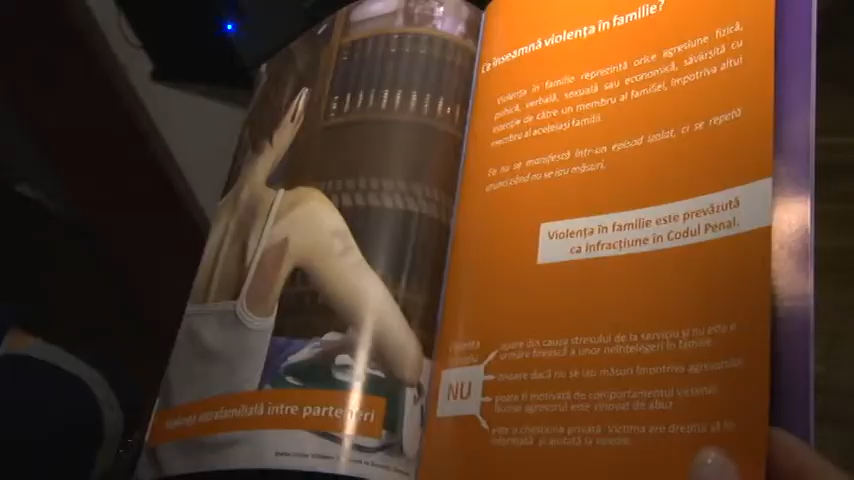 intrafamilială între parteneri
Ce înseamnă violența în familie?
Violența în familie reprezintă orice agresiune fizică,
psihică, verbală, sexuală sau economică, săvârșită cu
intenție de către un membru al familiei, împotriva altui
membru al aceleiași familii.
Ea nu se manifestă într-un episod izolat, ci se repetă
atunci când nu se iau măsuri.
Violența în familie este prevăzută
ca infracțiune în Codul Penal.
Violența
NU
apare din cauza stresului de la serviciu și nu este o
urmare firească a unor neînțelegeri în familie
dispare dacă nu se iau măsuri împotriva agresorului
poate fi motivată de comportamentul victimei
agresorul este vinovat de abuz
este o chestiune privată. Victima are dreptul să fie
informată și ajutată la nevoie.